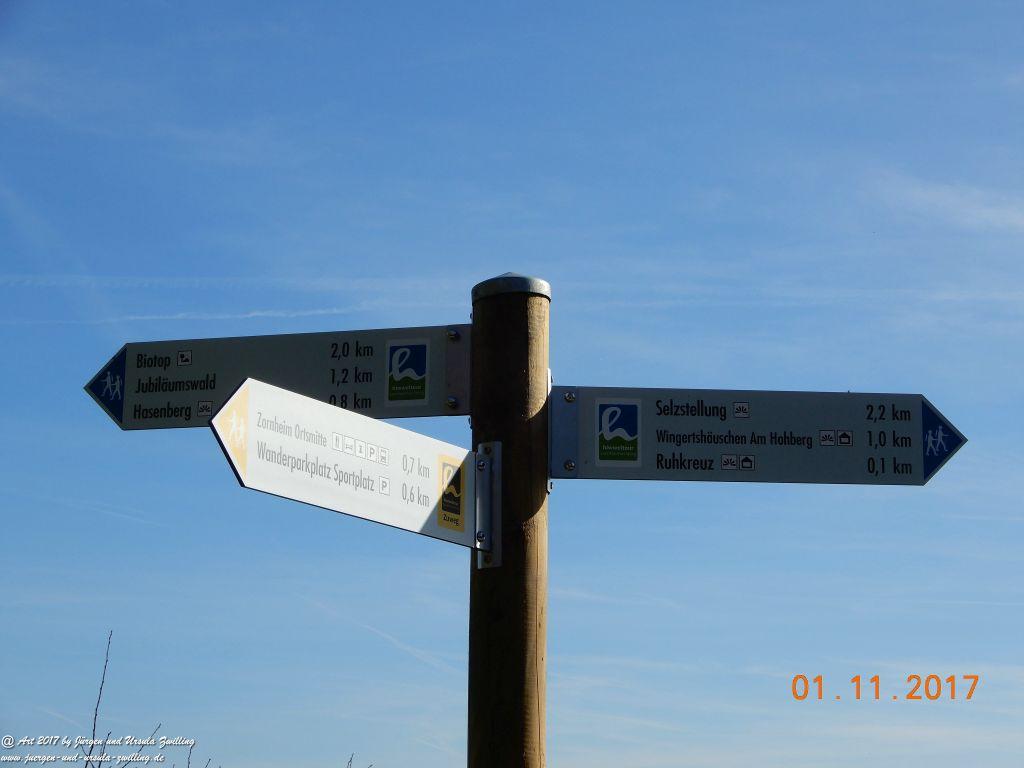 Biotop 2,0 km
Jubiläumswald 1,2 km
Hasenberg 0,8 km
h
hiwweltour
Zornheim Ortsmitte P 0,7 km
Wanderparkplatz Sportplatz P 0,6 km
h
Zuweg
h
hiwweltour
Selzstellung 2,2 km
Wingertshäuschen Am Hohberg 1,0 km
Ruhkreuz 0,1 km
01.11.2017
@ Art 2017 by Jürgen und Ursula Zwilling
www.juergen-und-ursula-zwilling.de